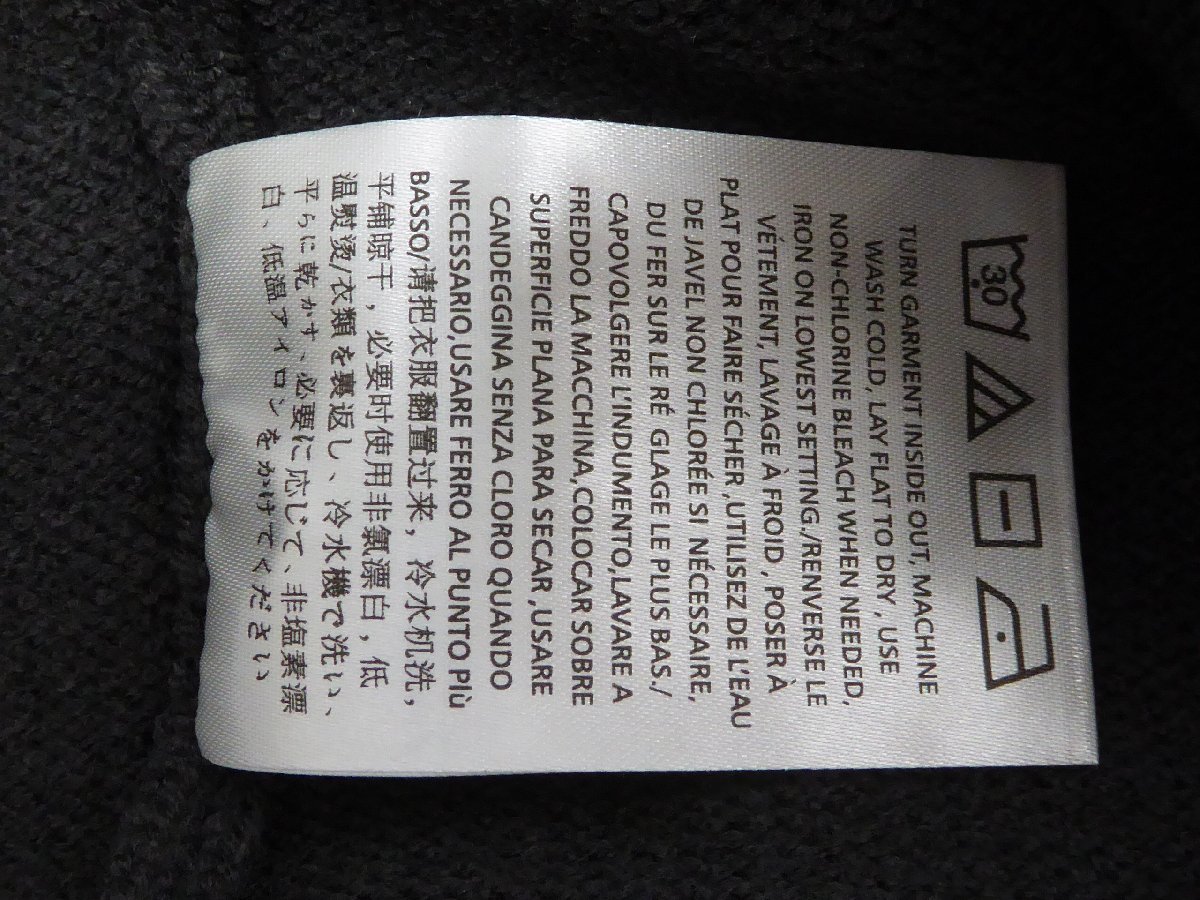 30
TURN GARMENT INSIDE OUT, MACHINE
WASH COLD, LAY FLAT TO DRY , USE
NON-CHLORINE BLEACH WHEN NEEDED,
IRON ON LOWEST SETTING./RENVERSE LE
VÉTEMENT, LAVAGE À FROID , POSER À
PLAT POUR FAIRE SÉCHER ,UTILISEZ DE L'EAU
DE JAVEL NON CHLORÉE SI NÉCESSAIRE,
DU FER SUR LE RÉ GLAGE LE PLUS BAS./
CAPOVOLGERE L'INDUMENTO,LAVARE A
FREDDO LA MACCHINA,COLOCAR SOBRE
SUPERFICIE PLANA PARA SECAR ,USARE
CANDEGGINA SENZA CLORO QUANDO
NECESSARIO,USARE FERRO AL PUNTO PIÙ
BASSO/请把衣服翻置过来，冷水机洗，
平铺晾干，必要时使用非氯漂白，低
温熨烫/衣類を裏返し、冷水機で洗い、
平らに乾かす、必要に応じて、非塩素漂
白、低温アイロンをかけてください